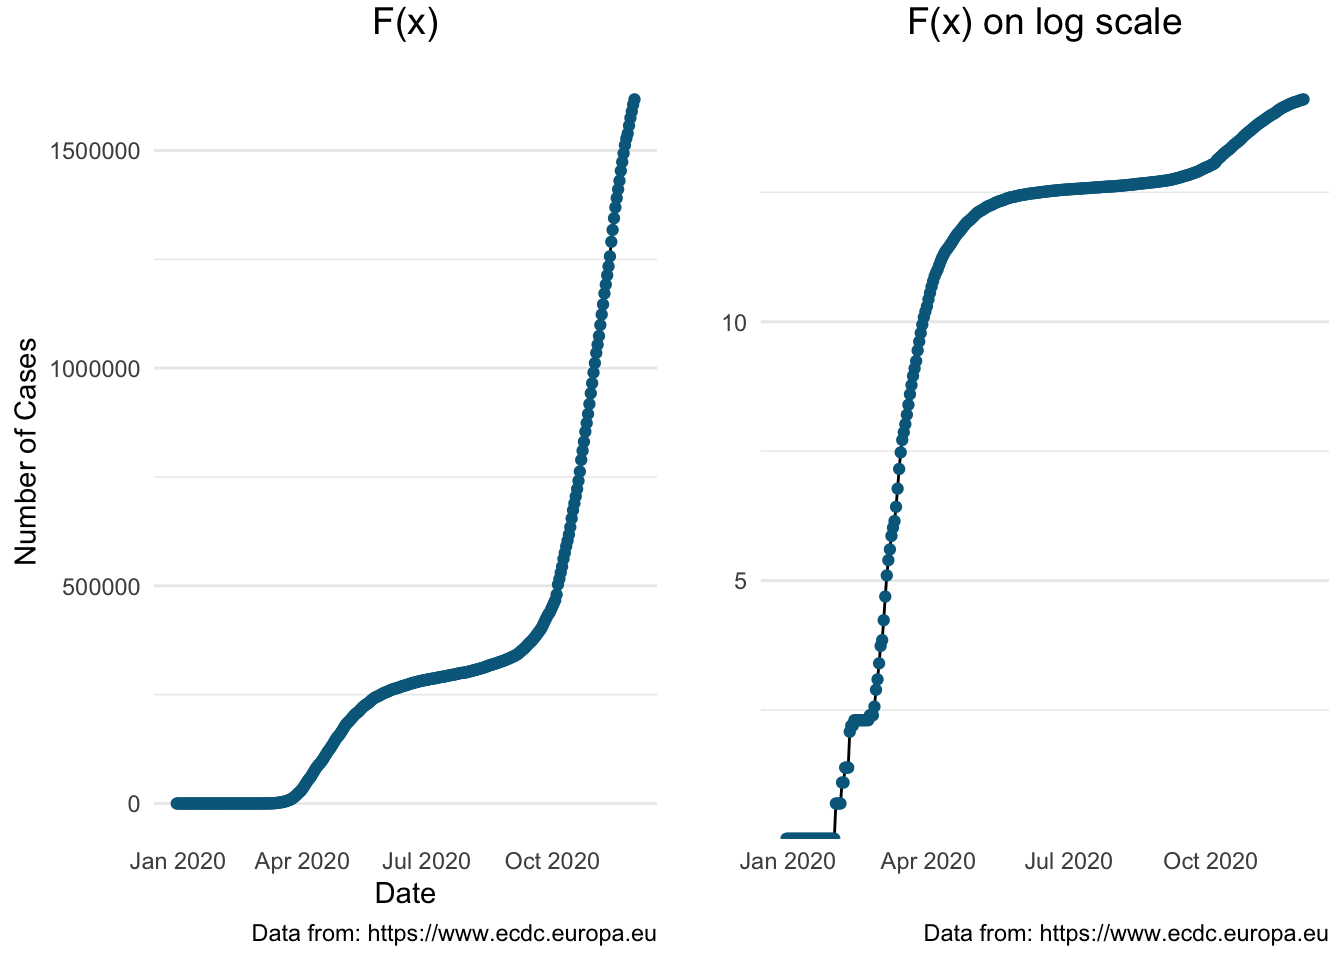 F(x)
Number of Cases
1500000
1000000
500000
0
Jan 2020 Apr 2020 Jul 2020 Oct 2020
Date
Data from: https://www.ecdc.europa.eu
F(x) on log scale
10
5
Jan 2020 Apr 2020 Jul 2020 Oct 2020
Data from: https://www.ecdc.europa.eu